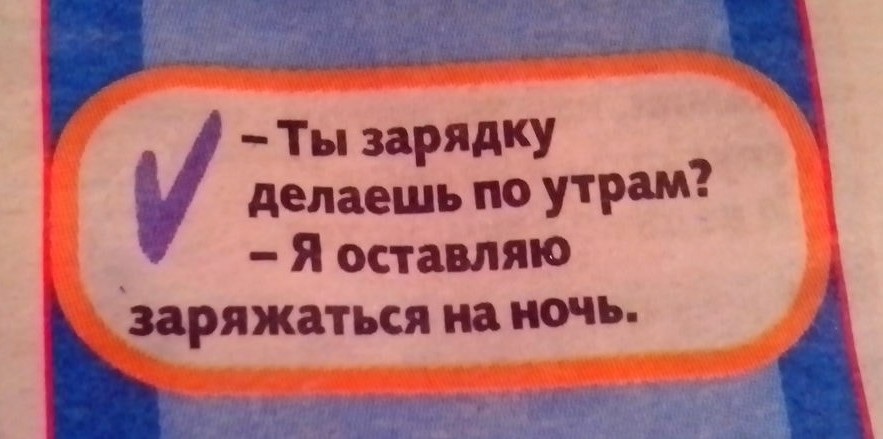 – Ты зарядку
делаешь по утрам?
– Я оставляю
заряжаться на ночь.